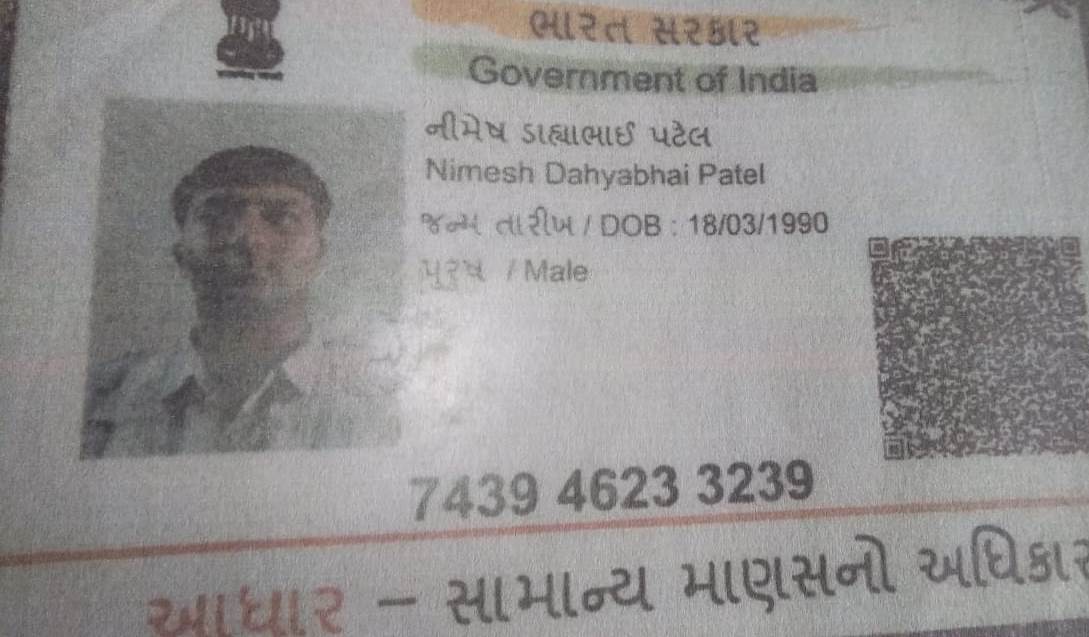 ભારત સરકાર
Government of India
નીમેષ ડાહ્યાભાઈ પટેલ
Nimesh Dahyabhai Patel
જન્મ તારીખ / DOB : 18/03/1990
પુરૂષ / Male
7439 4623 3239
આધાર – સામાન્ય માણસનો